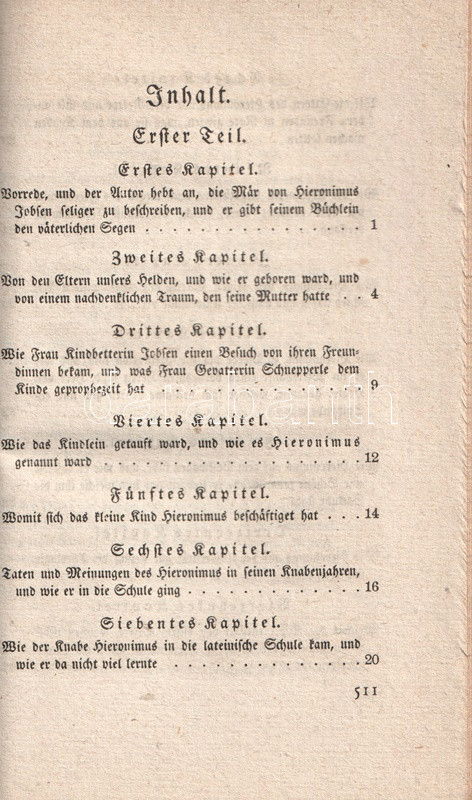 Inhalt.
Erster Teil.
Erstes Kapitel.
Vorrede, und der Autor hebt an, die Mär von Hieronimus
Jobsen seliger zu beschreiben, und er gibt seinem Büchlein
den väterlichen Segen . . . . . . . . . . . . . . . 1
Zweites Kapitel.
Von den Eltern unsers Helden, und wie er geboren ward, und
von einem nachdenklichen Traum, den seine Mutter hatte . . 4
Drittes Kapitel.
Wie Frau Kindbetterin Jobsen einen Besuch von ihren Freun-
dinnen bekam, und was Frau Gevatterin Schnepperle dem
Kinde geprophezeit hat . . . . . . . . . . . . . . 9
Viertes Kapitel.
Wie das Kindlein getauft ward, und wie es Hieronimus
genannt ward . . . . . . . . . . . . . . . . . . 12
Fünftes Kapitel.
Womit sich das kleine Kind Hieronimus beschäftiget hat . . . 14
Sechstes Kapitel.
Taten und Meinungen des Hieronimus in seinen Knabenjahren,
und wie er in die Schule ging . . . . . . . . . . . . 16
Siebentes Kapitel.
Wie der Knabe Hieronimus in die lateinische Schule kam, und
wie er da nicht viel lernte . . . . . . . . . . . . . 20
511
darabanth